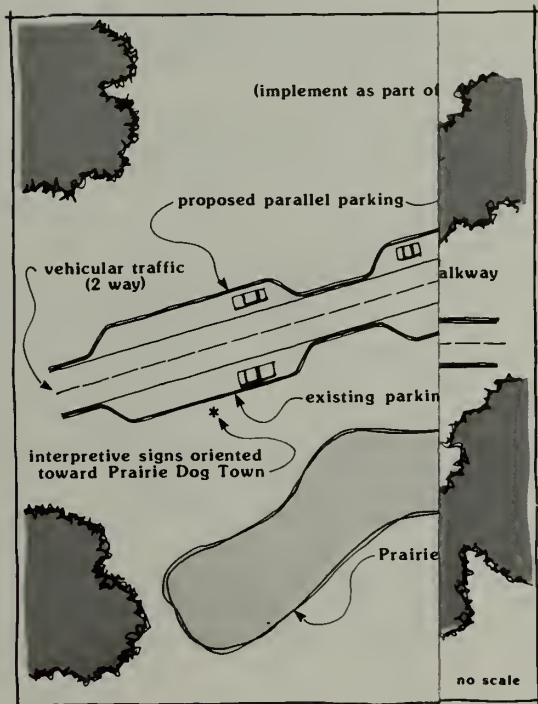 (implement as part of
proposed parallel parking
vehicular traffic
(2 way)
alkway
existing parkin
interpretive signs oriented
toward Prairie Dog Town
Prairie
no scale